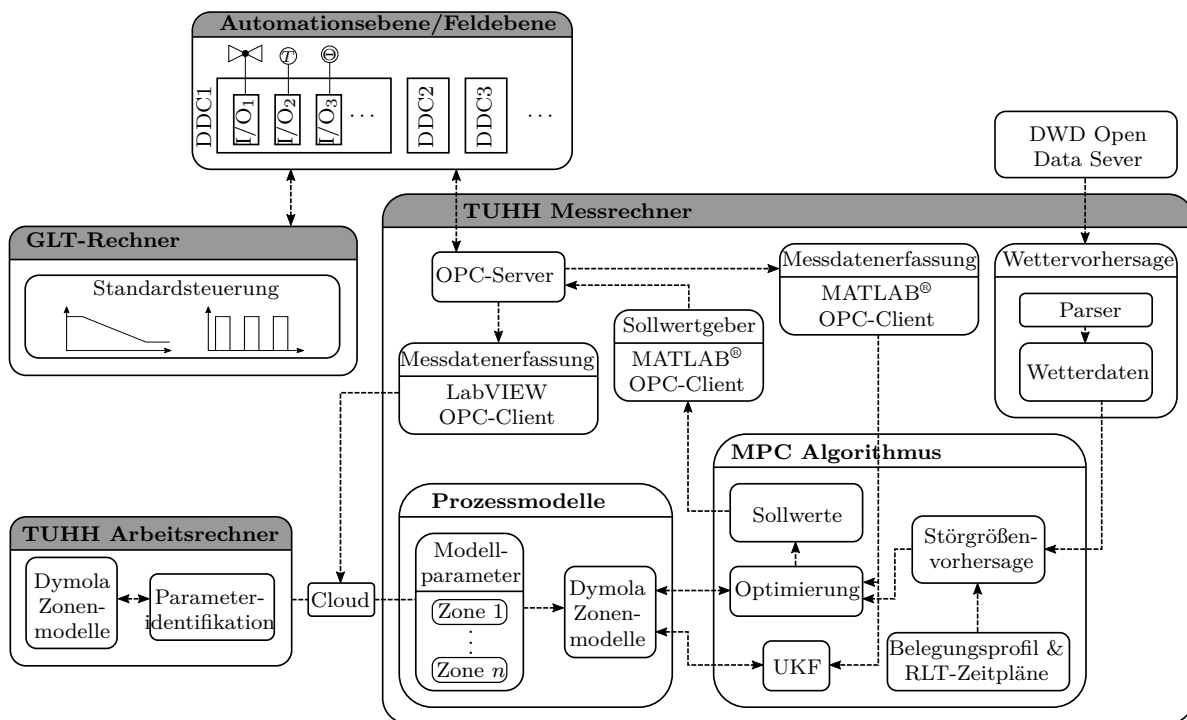 Automationsebene/Feldebene
T
Θ
DDC1
I/O1
I/O2
I/O3
...
DDC2
DDC3
...
DWD Open
Data Sever
TUHH Messrechner
GLT-Rechner
Standardsteuerung
OPC-Server
Messdatenerfassung
MATLAB®
OPC-Client
Wettervorhersage
Parser
Wetterdaten
Sollwertgeber
MATLAB®
OPC-Client
Messdatenerfassung
LabVIEW
OPC-Client
MPC Algorithmus
Prozessmodelle
Sollwerte
Störgrößen-
vorhersage
TUHH Arbeitsrechner
Dymola
Zonen-
modelle
Parameter-
identifikation
Cloud
Modell-
parameter
Zone 1
Zone n
Dymola
Zonen-
modelle
Optimierung
UKF
Belegungsprofil &
RLT-Zeitpläne